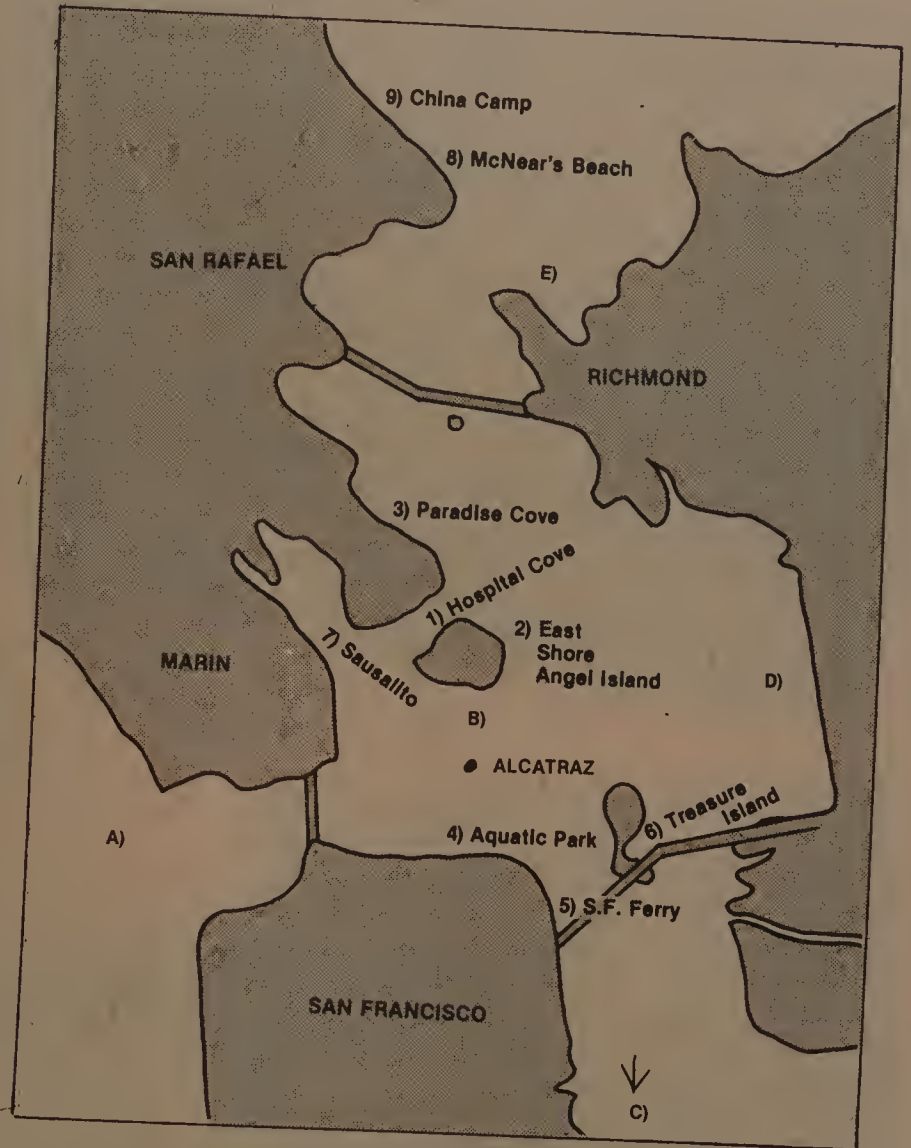 9) China Camp
8) McNear's Beach
SAN RAFAEL
E)
RICHMOND
3) Paradise Cove
1) Hospital Cove
2) East
Shore
Angel Island
7) Sausalito
MARIN
D)
B)
ALCATRAZ
6) Treasure
Island
4) Aquatic Park
A)
5) S.F. Ferry
SAN FRANCISCO
C)